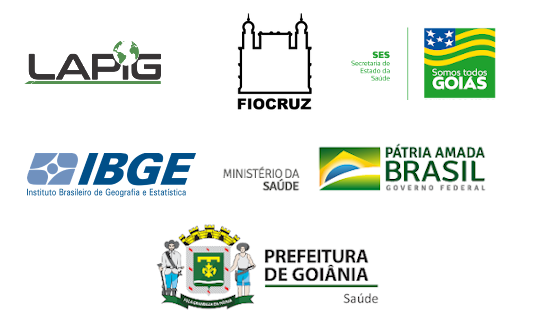 LAPIG
FIOCRUZ
SES
Secretaria de
Estado da
Saúde
Somos todos
GOIÁS
IBGE
Instituto Brasileiro de Geografia e Estatística
MINISTÉRIO DA
SAÚDE
PÁTRIA AMADA
BRASIL
GOVERNO FEDERAL
PREFEITURA
DE GOIÂNIA
Saúde